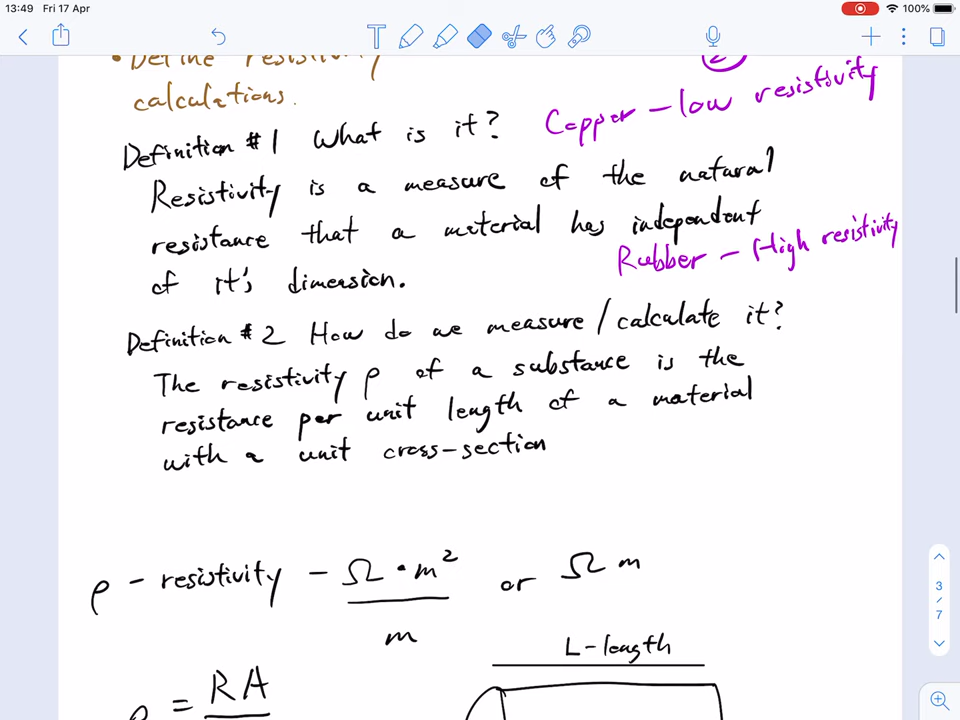 13:49 Fri 17 Apr
100%
• Define resistivity
calculations.
2
Copper - low resistivity
Definition #1 What is it?
Resistivity is a measure of the natural
resistance that a material has independent
of it's dimension.
Rubber - High resistivity
Definition #2 How do we measure/calculate it?
The resistivity ρ of a substance is the
resistance per unit length of a material
with a unit cross-section
ρ - resistivity - Ω·m² / m or Ω m
L-length
ρ = RA
3 / 7